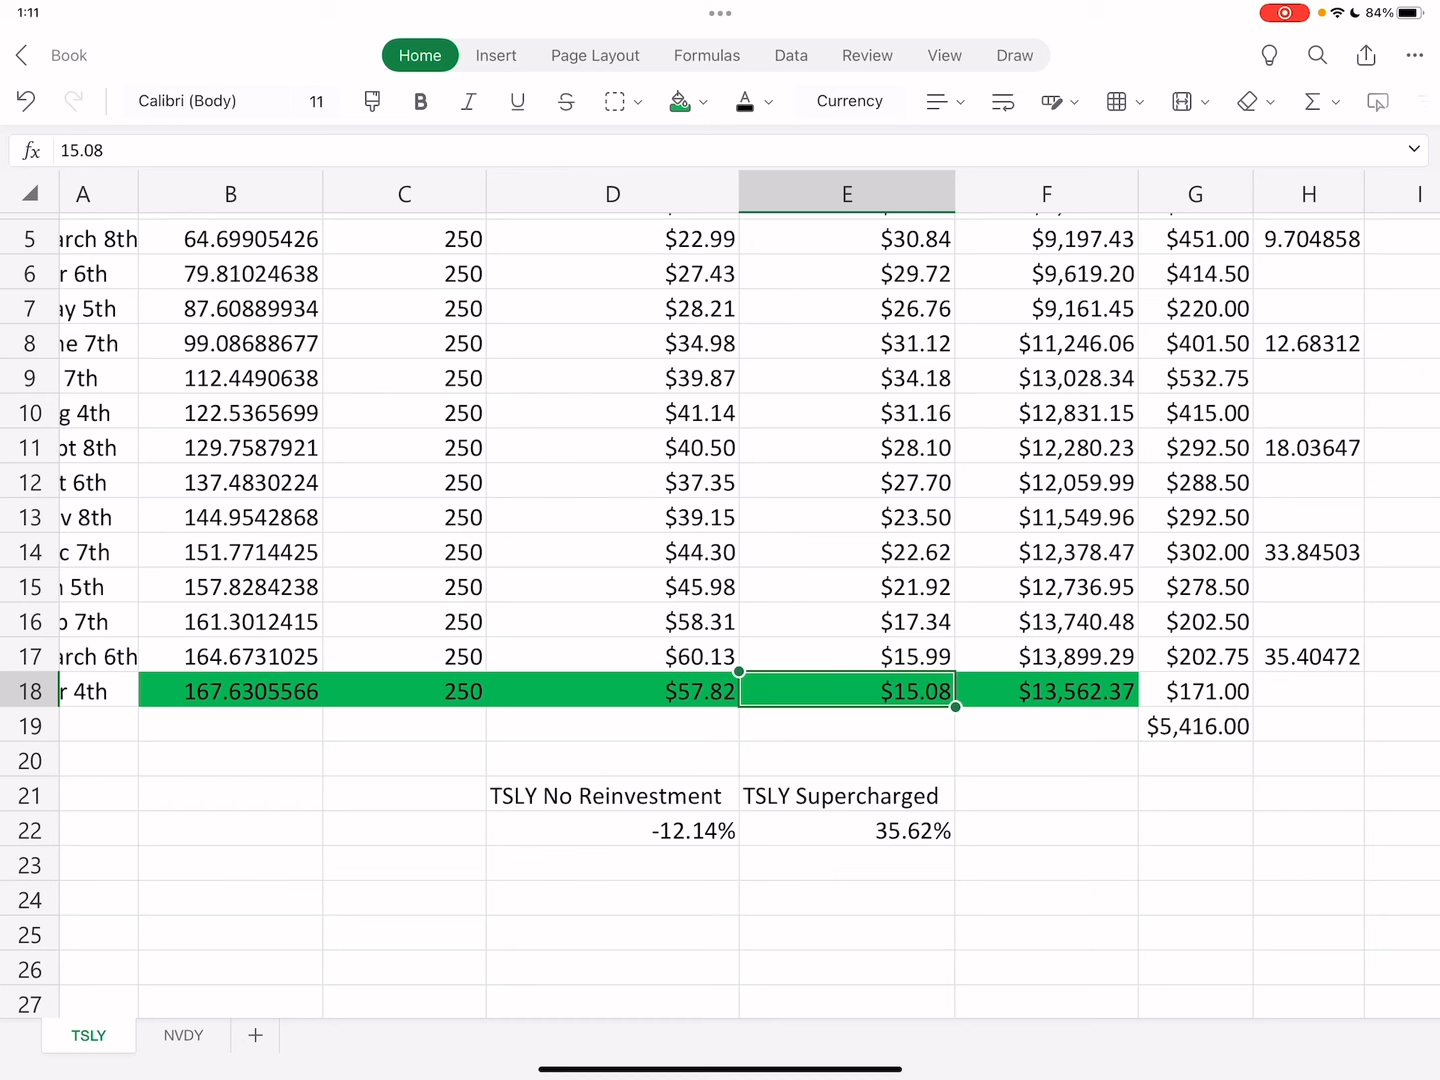 1:11
84%
Book
Home Insert Page Layout Formulas Data Review View Draw
Calibri (Body) 11 B I U S A Currency
fx 15.08
A B C D E F G H I
5 arch 8th 64.69905426 250 $22.99 $30.84 $9,197.43 $451.00 9.704858
6 r 6th 79.81024638 250 $27.43 $29.72 $9,619.20 $414.50
7 ay 5th 87.60889934 250 $28.21 $26.76 $9,161.45 $220.00
8 ne 7th 99.08688677 250 $34.98 $31.12 $11,246.06 $401.50 12.68312
9 7th 112.4490638 250 $39.87 $34.18 $13,028.34 $532.75
10 g 4th 122.5365699 250 $41.14 $31.16 $12,831.15 $415.00
11 pt 8th 129.7587921 250 $40.50 $28.10 $12,280.23 $292.50 18.03647
12 t 6th 137.4830224 250 $37.35 $27.70 $12,059.99 $288.50
13 v 8th 144.9542868 250 $39.15 $23.50 $11,549.96 $292.50
14 c 7th 151.7714425 250 $44.30 $22.62 $12,378.47 $302.00 33.84503
15 n 5th 157.8284238 250 $45.98 $21.92 $12,736.95 $278.50
16 b 7th 161.3012415 250 $58.31 $17.34 $13,740.48 $202.50
17 arch 6th 164.6731025 250 $60.13 $15.99 $13,899.29 $202.75 35.40472
18 r 4th 167.6305566 250 $57.82 $15.08 $13,562.37 $171.00
19 $5,416.00
20
21 TSLY No Reinvestment TSLY Supercharged
22 -12.14% 35.62%
23
24
25
26
27
TSLY NVDY